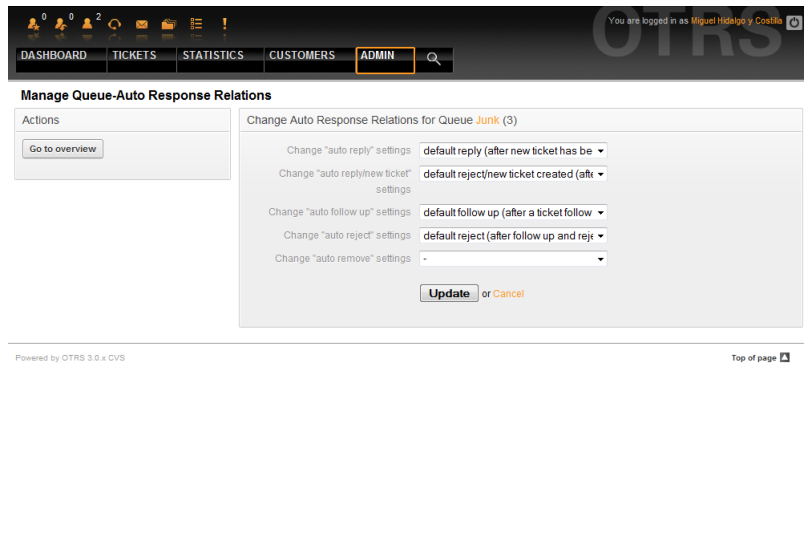 0 0 2
OTRS
You are logged in as Miguel Hidalgo y Costilla
DASHBOARD TICKETS STATISTICS CUSTOMERS ADMIN
Manage Queue-Auto Response Relations
Actions
Go to overview
Change Auto Response Relations for Queue Junk (3)
Change "auto reply" settings default reply (after new ticket has be
Change "auto reply/new ticket" settings default reject/new ticket created (afte
Change "auto follow up" settings default follow up (after a ticket follow
Change "auto reject" settings default reject (after follow up and reje
Change "auto remove" settings -
Update or Cancel
Powered by OTRS 3.0.x CVS
Top of page